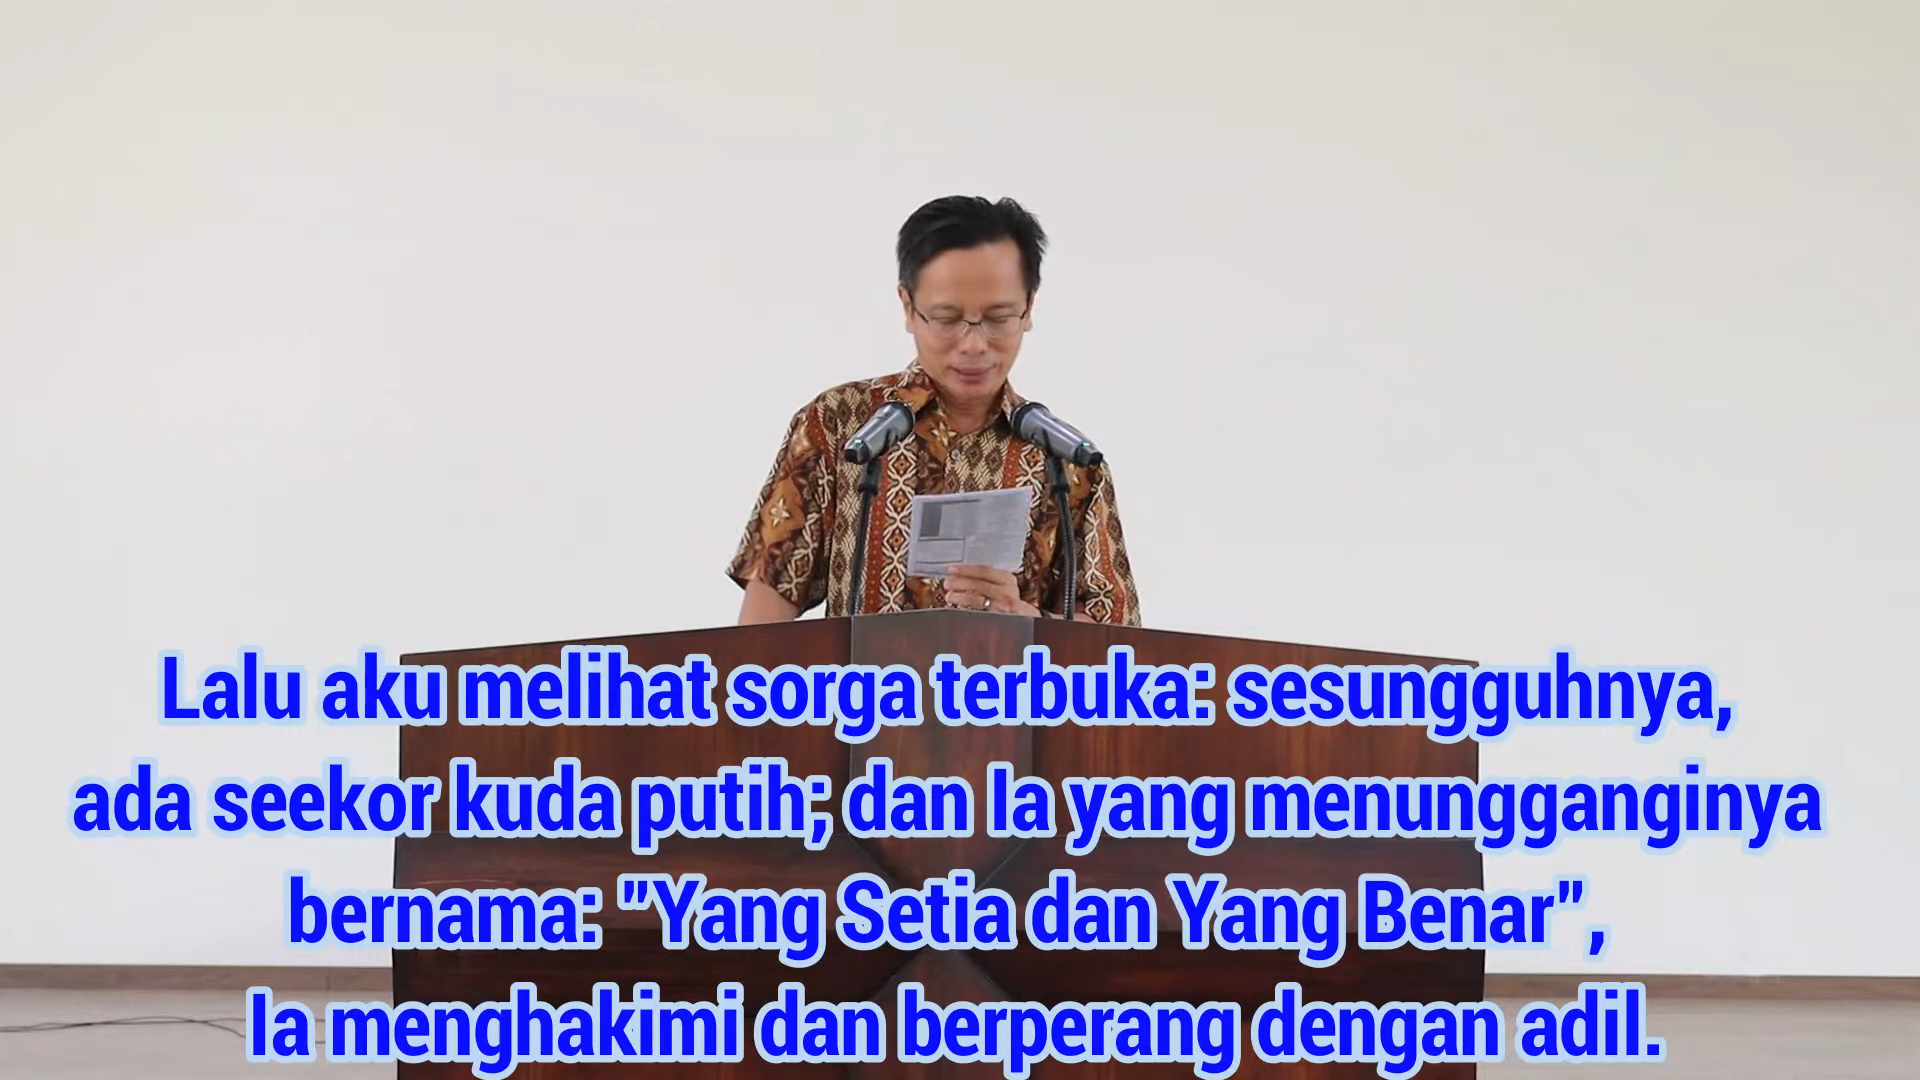 Lalu aku melihat sorga terbuka: sesungguhnya,
ada seekor kuda putih; dan Ia yang menungganginya
bernama: "Yang Setia dan Yang Benar",
Ia menghakimi dan berperang dengan adil.